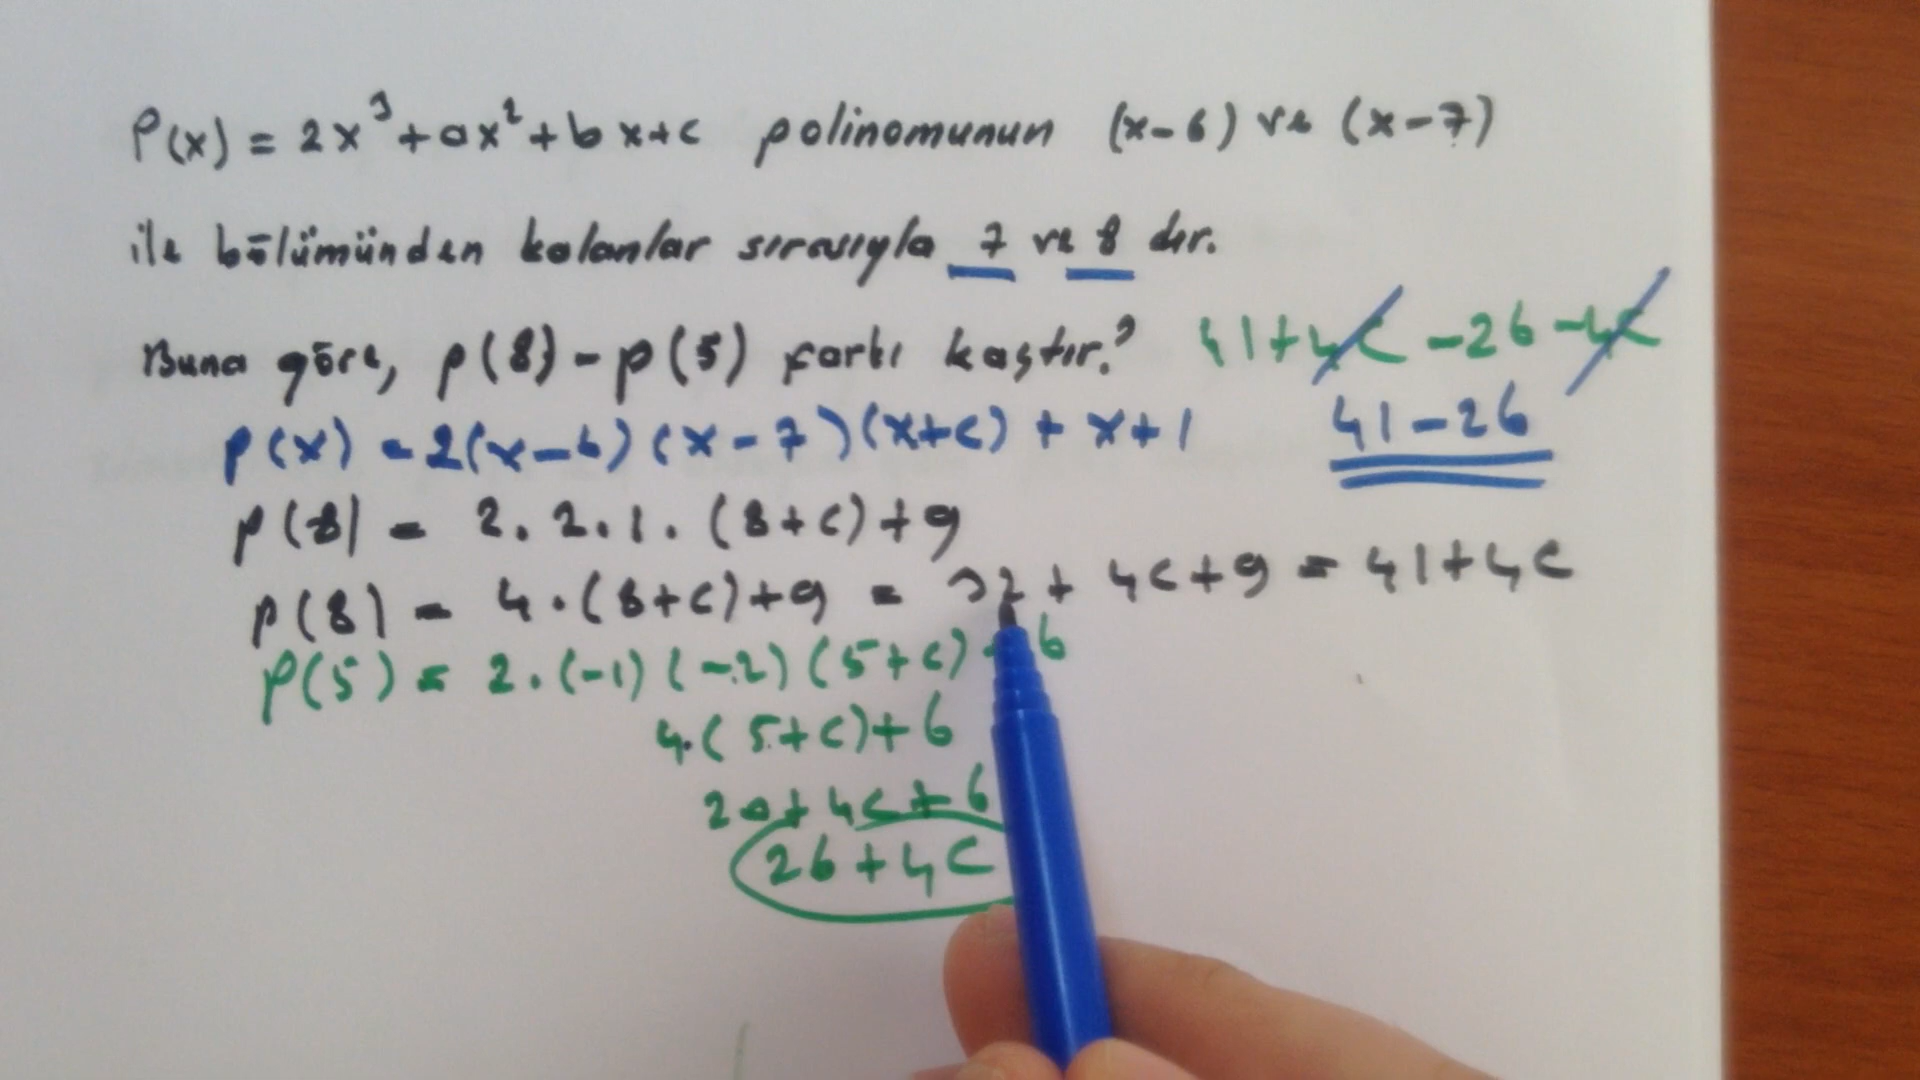 P(x) = 2x³+ax²+bx+c polinomunun (x-6) ve (x-7)
ile bölümünden kalanlar sırasıyla 7 ve 8 dır.
Buna göre, p(8)-p(5) farkı kaçtır? 41+4c-26-4c
p(x) = 2(x-6)(x-7)(x+c) + x+1 41-26
p(8) = 2.2.1.(8+c)+9
p(8) = 4.(8+c)+9 = 32+4c+9 = 41+4c
p(5) = 2.(-1)(-2)(5+c)+6
4.(5+c)+6
20+4c+6
26+4c